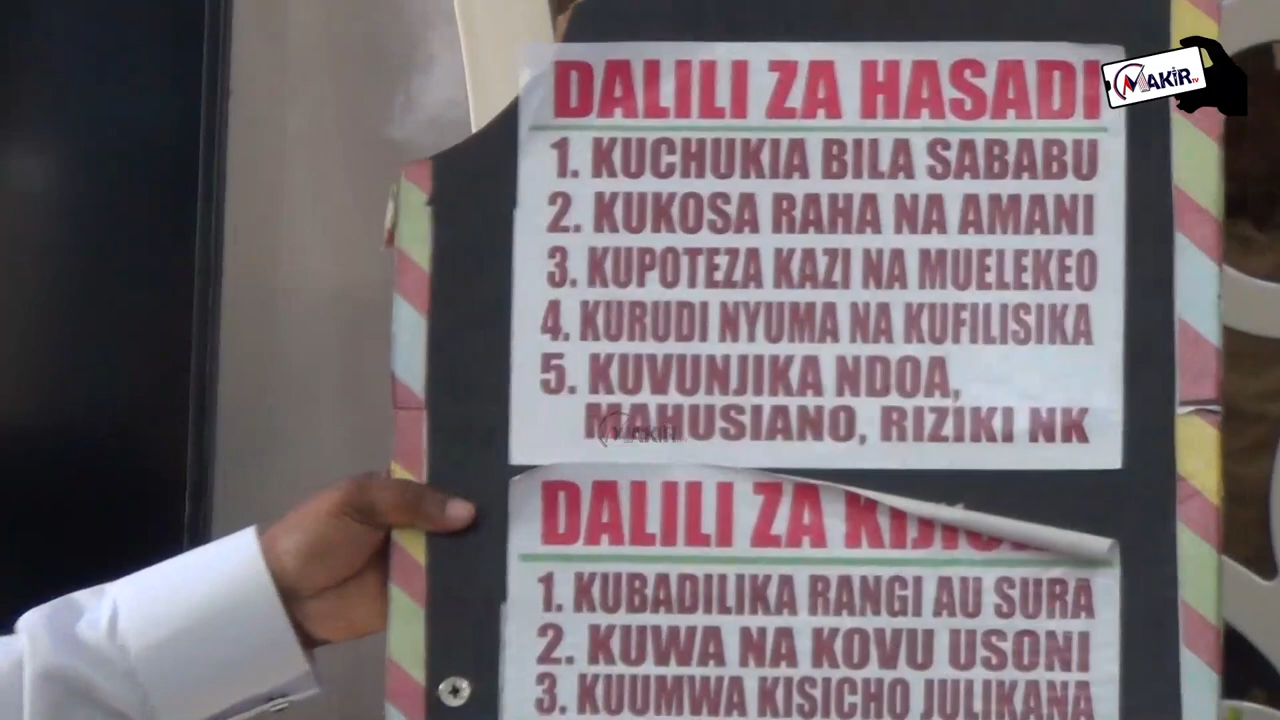 MAKIR TV
DALILI ZA HASADI
1. KUCHUKIA BILA SABABU
2. KUKOSA RAHA NA AMANI
3. KUPOTEZA KAZI NA MUELEKEO
4. KURUDI NYUMA NA KUFILISIKA
5. KUVUNJIKA NDOA,
MAHUSIANO, RIZIKI NK
MAKIR
DALILI ZA
1. KUBADILIKA RANGI AU SURA
2. KUWA NA KOVU USONI
3. KUUMWA KISICHO JULIKANA